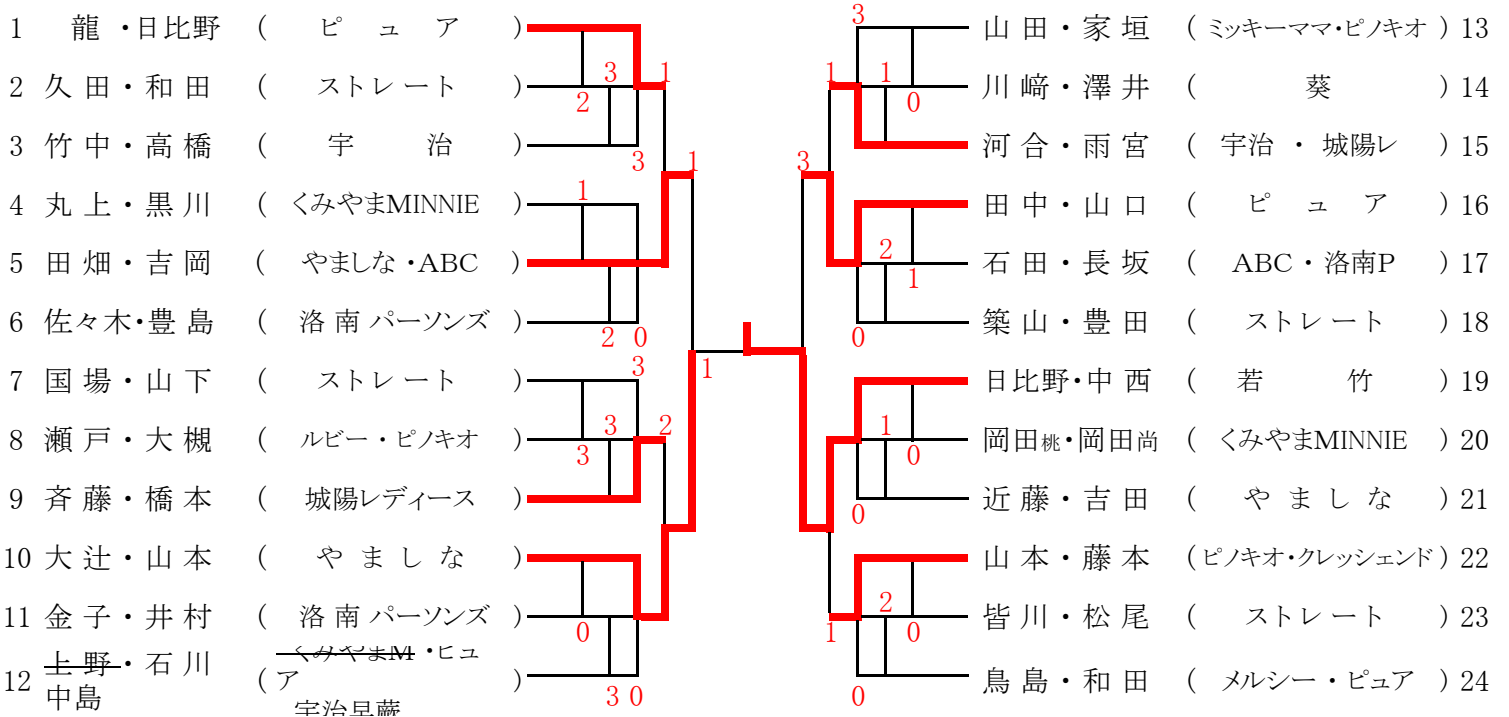 1 龍・日比野 ( ピュア ) 3 山田・家垣 ( ミッキーママ・ピノキオ ) 13
3 1 1 1
2 久田・和田 ( ストレート ) 2 0 川﨑・澤井 ( 葵 ) 14
3 竹中・高橋 ( 宇治 ) 河合・雨宮 ( 宇治・城陽レ ) 15
3 1 3
1
4 丸上・黒川 ( くみやまMINNIE ) 田中・山口 ( ピュア ) 16
2
5 田畑・吉岡 ( やましな・ABC ) 1 石田・長坂 ( ABC・洛南P ) 17
6 佐々木・豊島 ( 洛南パーソンズ ) 築山・豊田 ( ストレート ) 18
2 0 0
3 1
7 国場・山下 ( ストレート ) 日比野・中西 ( 若竹 ) 19
3 2 1
8 瀬戸・大槻 ( ルビー・ピノキオ ) 3 0 岡田桃・岡田尚 ( くみやまMINNIE ) 20
9 斉藤・橋本 ( 城陽レディース ) 近藤・吉田 ( やましな ) 21
0
10 大辻・山本 ( やましな ) 山本・藤本 ( ピノキオ・クレッシェンド ) 22
2
11 金子・井村 ( 洛南パーソンズ ) 皆川・松尾 ( ストレート ) 23
0 1 0
12 上野・石川 ( くみやまM・ピュ 鳥島・和田 ( メルシー・ピュア ) 24
中島 ア )
宇治早蕨
3 0 0